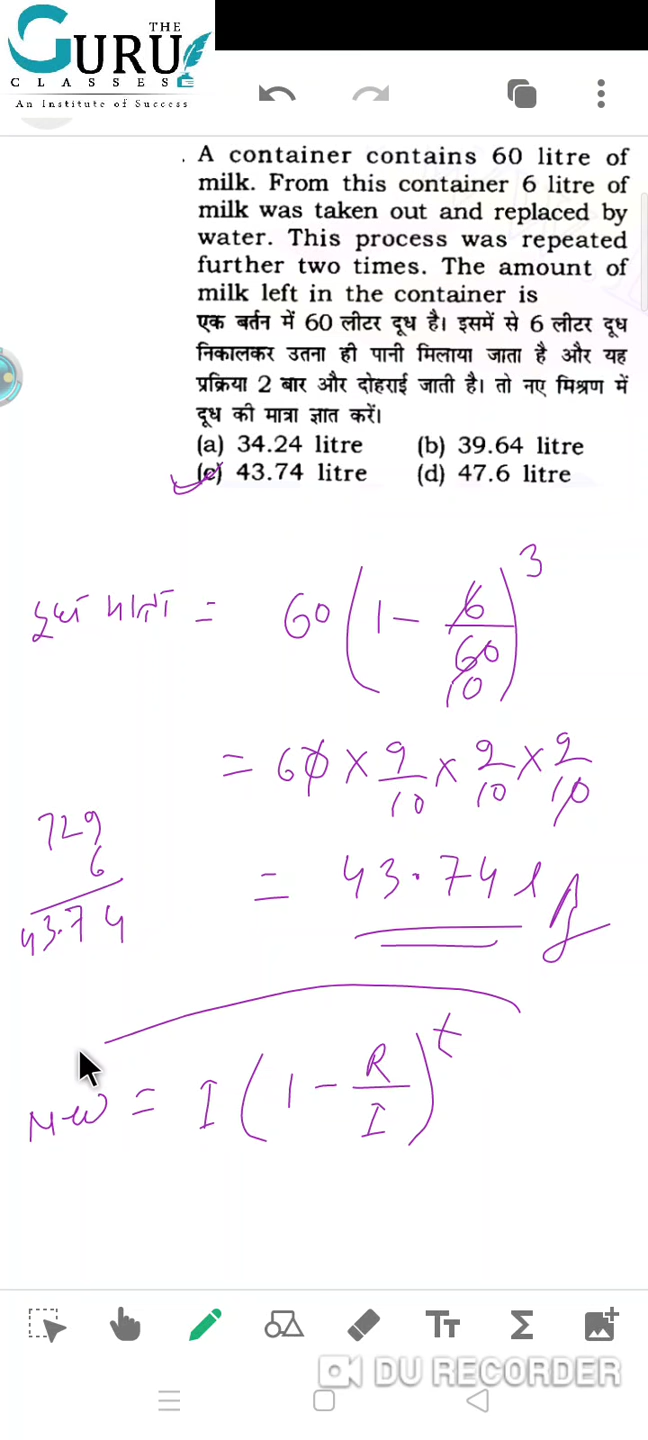 THE
GURU
CLASSES
An Institute of Success
. A container contains 60 litre of
milk. From this container 6 litre of
milk was taken out and replaced by
water. This process was repeated
further two times. The amount of
milk left in the container is
एक बर्तन में 60 लीटर दूध है। इसमें से 6 लीटर दूध
निकालकर उतना ही पानी मिलाया जाता है और यह
प्रक्रिया 2 बार और दोहराई जाती है। तो नए मिश्रण में
दूध की मात्रा ज्ञात करें।
(a) 34.24 litre (b) 39.64 litre
(c) 43.74 litre (d) 47.6 litre
= 60 (1 - 6/60)^3
10
= 60 × 9/10 × 9/10 × 9/10
729
6
43.74
= 43.74 l
New = I (1 - R/I)^t
TT Σ
DU RECORDER